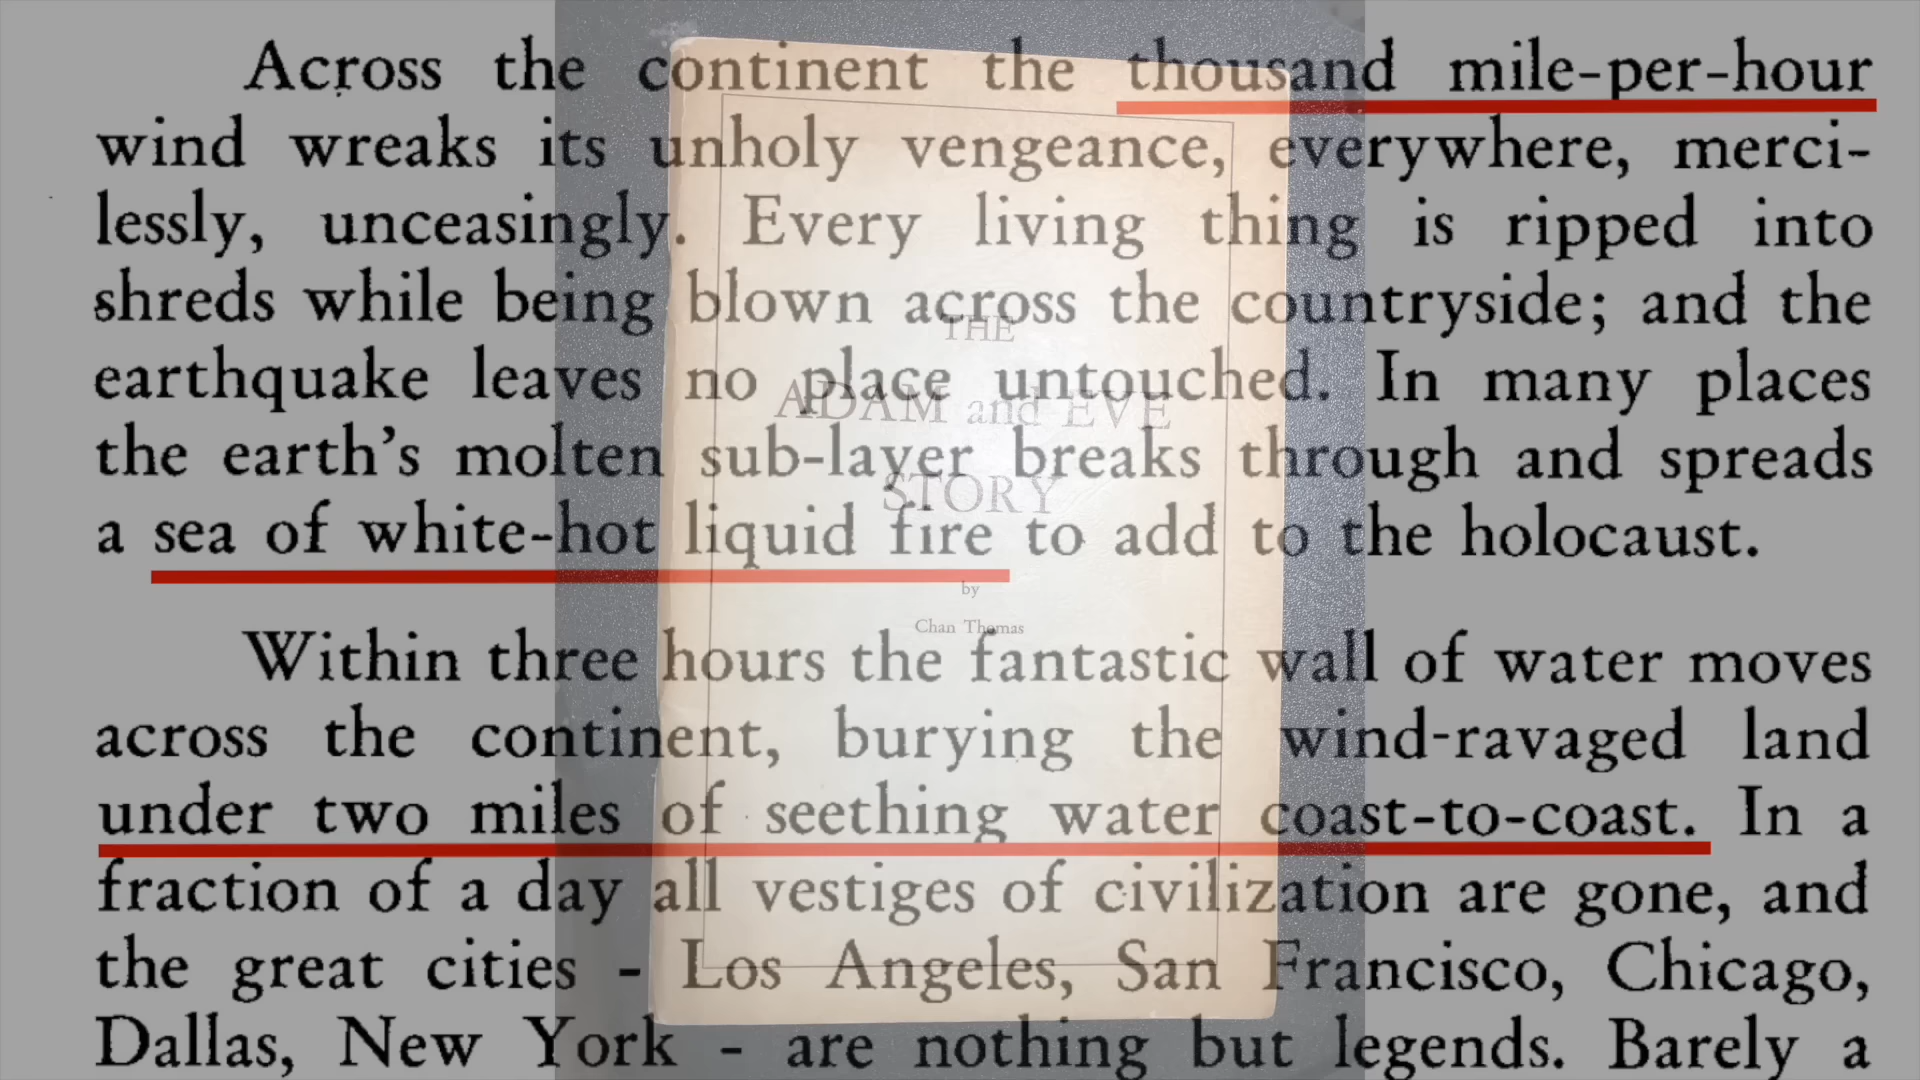 Across the continent the thousand mile-per-hour
wind wreaks its unholy vengeance, everywhere, merci-
lessly, unceasingly. Every living thing is ripped into
shreds while being blown across the countryside; and the
earthquake leaves no place untouched. In many places
the earth's molten sub-layer breaks through and spreads
a sea of white-hot liquid fire to add to the holocaust.
Within three hours the fantastic wall of water moves
across the continent, burying the wind-ravaged land
under two miles of seething water coast-to-coast. In a
fraction of a day all vestiges of civilization are gone, and
the great cities - Los Angeles, San Francisco, Chicago,
Dallas, New York - are nothing but legends. Barely a
THE
ADAM and EVE
STORY
by
Chan Thomas